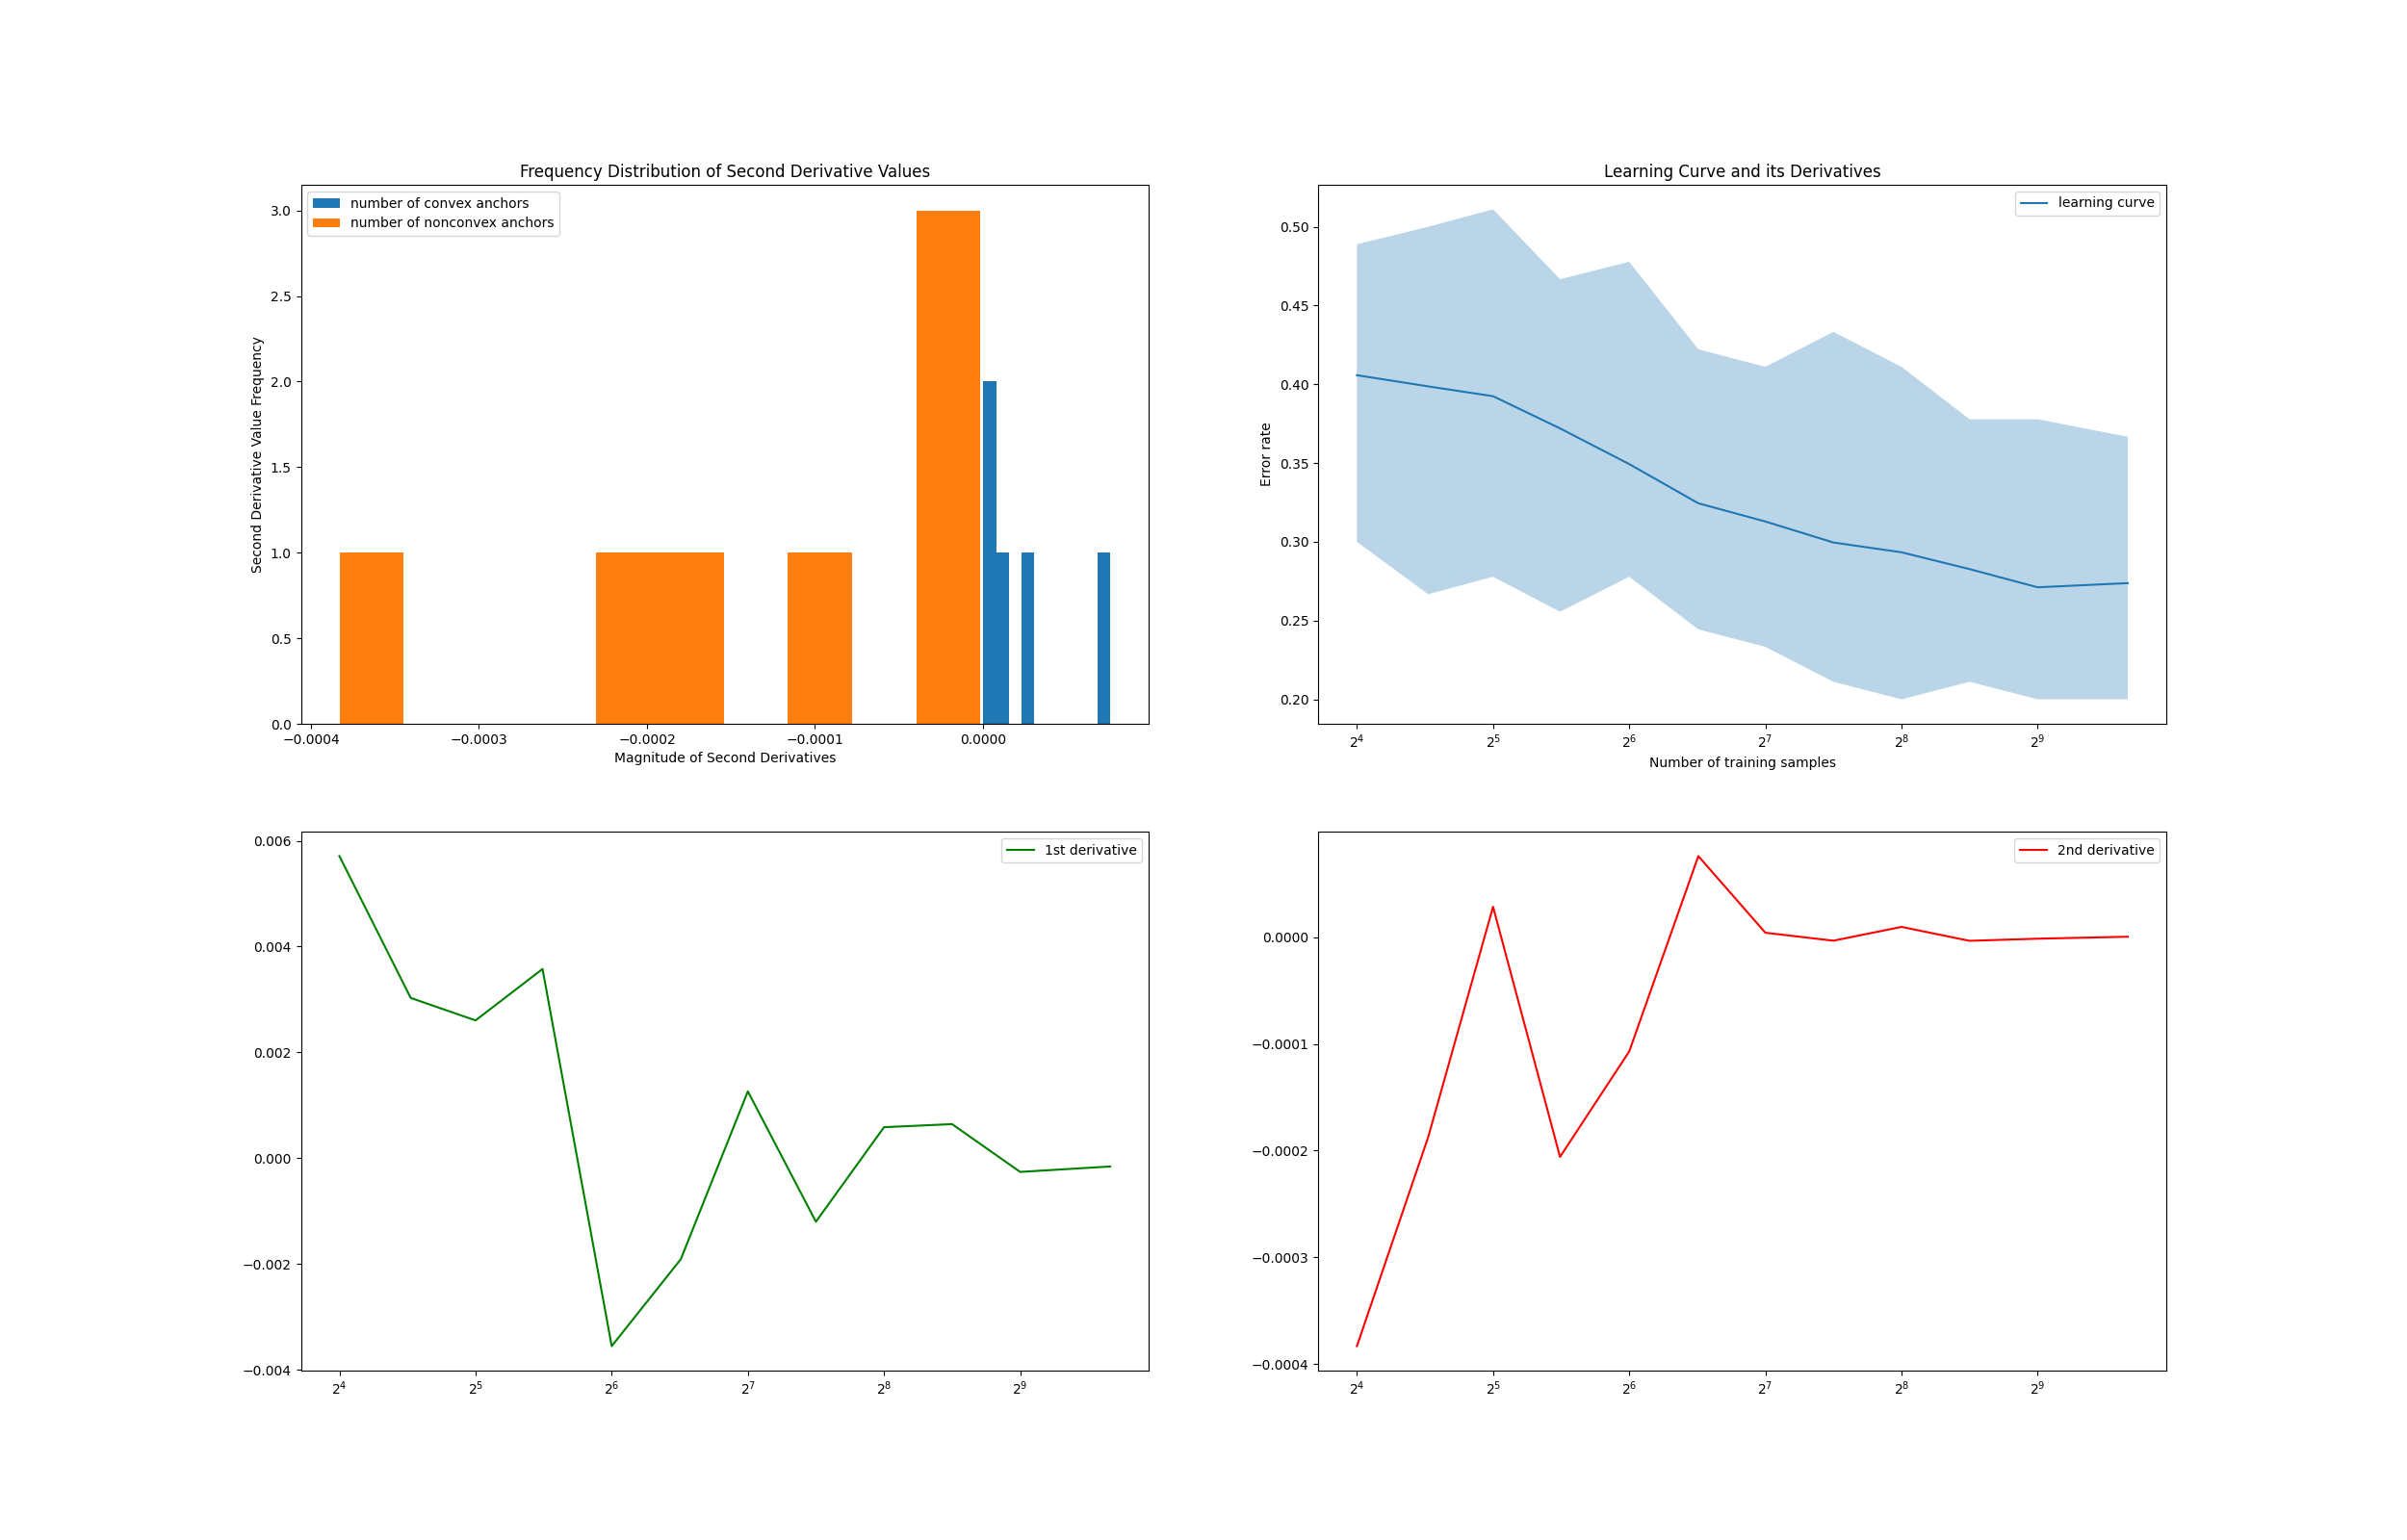 Frequency Distribution of Second Derivative Values
number of convex anchors
number of nonconvex anchors
3.0
2.5
2.0
1.5
1.0
0.5
0.0
Second Derivative Value Frequency
−0.0004 −0.0003 −0.0002 −0.0001 0.0000
Magnitude of Second Derivatives
Learning Curve and its Derivatives
learning curve
0.50
0.45
0.40
0.35
0.30
0.25
0.20
Error rate
2⁴ 2⁵ 2⁶ 2⁷ 2⁸ 2⁹
Number of training samples
1st derivative
0.006
0.004
0.002
0.000
−0.002
−0.004
2⁴ 2⁵ 2⁶ 2⁷ 2⁸ 2⁹
2nd derivative
0.0000
−0.0001
−0.0002
−0.0003
−0.0004
2⁴ 2⁵ 2⁶ 2⁷ 2⁸ 2⁹